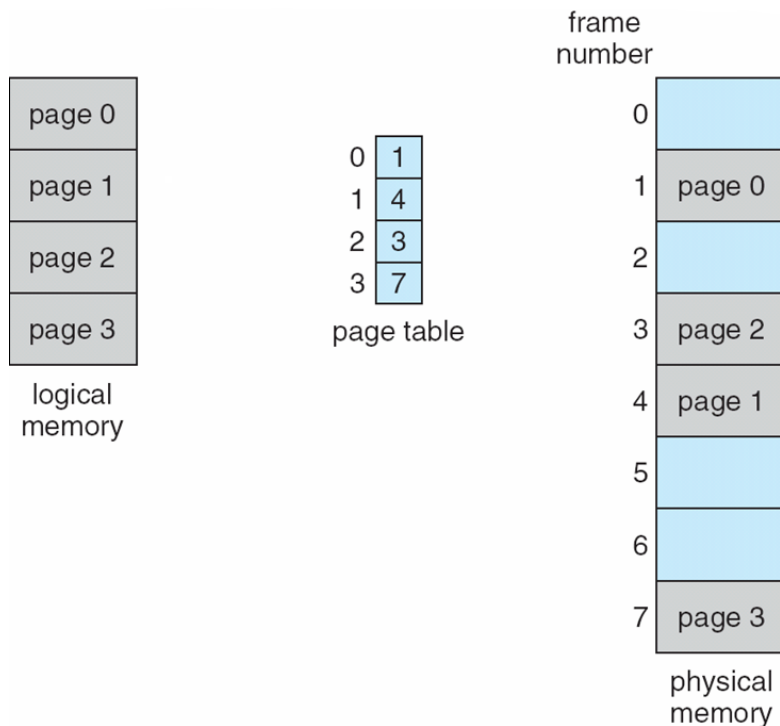 page 0
page 1
page 2
page 3
logical
memory
0 1
1 4
2 3
3 7
page table
frame
number
0
1 page 0
2
3 page 2
4 page 1
5
6
7 page 3
physical
memory